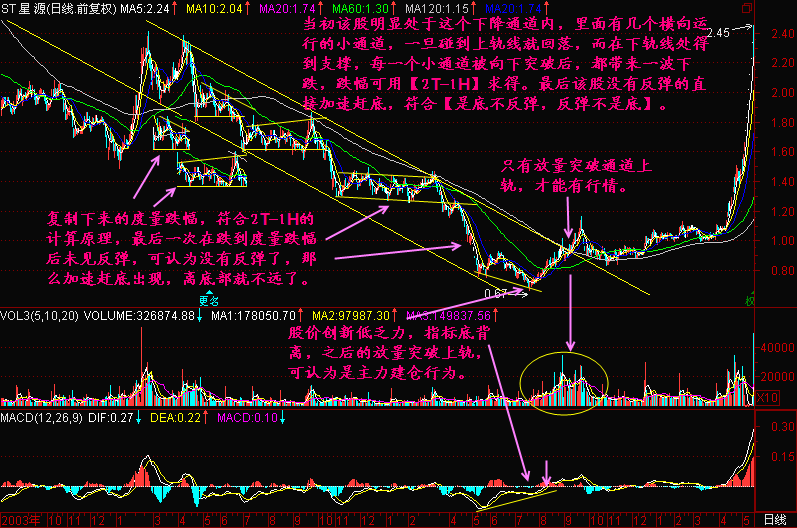 ST星源(日线.前复权) MA5:2.24↑ MA10:2.04↑ MA20:1.74↑ MA60:1.30↑ MA120:1.15↑ MA20:1.74↑
当初该股明显处于这个下降通道内，里面有几个横向运
行的小通道，一旦碰到上轨线就回落，而在下轨线处得
到支撑，每一个小通道被向下突破后，都带来一波下
跌，跌幅可用【2T-1H】求得。最后该股没有反弹的直
接加速赶底，符合【是底不反弹，反弹不是底】。
2.45
2.40
2.20
2.00
1.80
1.60
1.40
1.20
1.00
0.80
只有放量突破通道上
轨，才能有行情。
复制下来的度量跌幅，符合2T-1H的
计算原理，最后一次在跌到度量跌幅
后未见反弹，可认为没有反弹了，那
么加速赶底出现，离底部就不远了。
更名
0.67
权
VOL3(5,10,20) VOLUME:326874.88↓ MA1:178050.70↑ MA2:97987.30↑ MA3:149837.56↑
股价创新低乏力，指标底背
离，之后的放量突破上轨，
可认为是主力建仓行为。
40000
20000
X10
MACD(12,26,9) DIF:0.27↓ DEA:0.22↑ MACD:0.10↓
0.30
0.15
2003年 10 11 12 1 3 4 5 6 7 8 9 10 11 12 1 2 4 5 6 7 8 9 10 11 12 1 2 3 4 5
日线